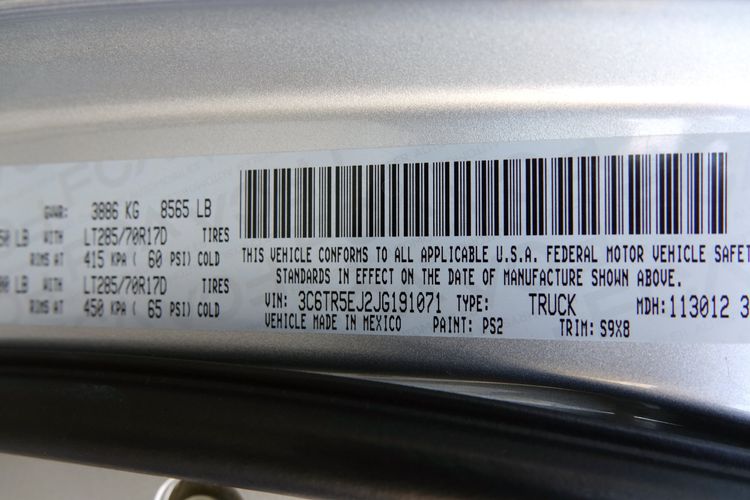 GVWR: 3886 KG 8565 LB
50 LB WITH LT285/70R17D TIRES
RIMS AT 415 KPA ( 60 PSI) COLD
00 LB WITH LT285/70R17D TIRES
RIMS AT 450 KPA ( 65 PSI) COLD
THIS VEHICLE CONFORMS TO ALL APPLICABLE U.S.A. FEDERAL MOTOR VEHICLE SAFET
STANDARDS IN EFFECT ON THE DATE OF MANUFACTURE SHOWN ABOVE.
VIN: 3C6TR5EJ2JG191071 TYPE: TRUCK MDH: 113012 3
VEHICLE MADE IN MEXICO PAINT: PS2 TRIM: S9X8